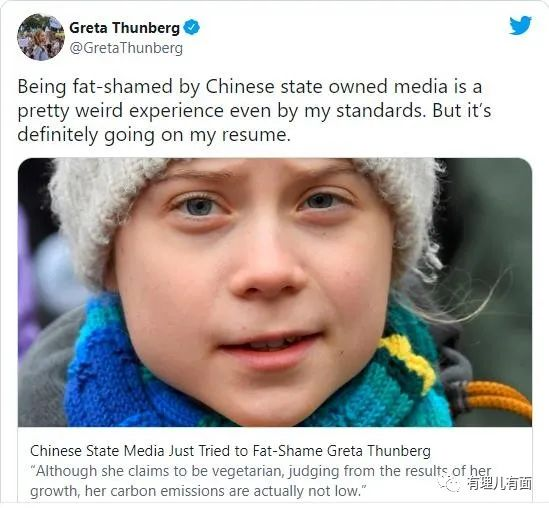 Greta Thunberg
@GretaThunberg
Being fat-shamed by Chinese state owned media is a
pretty weird experience even by my standards. But it's
definitely going on my resume.
Chinese State Media Just Tried to Fat-Shame Greta Thunberg
“Although she claims to be vegetarian, judging from the results of her
growth, her carbon emissions are actually not low.”
有理儿有面